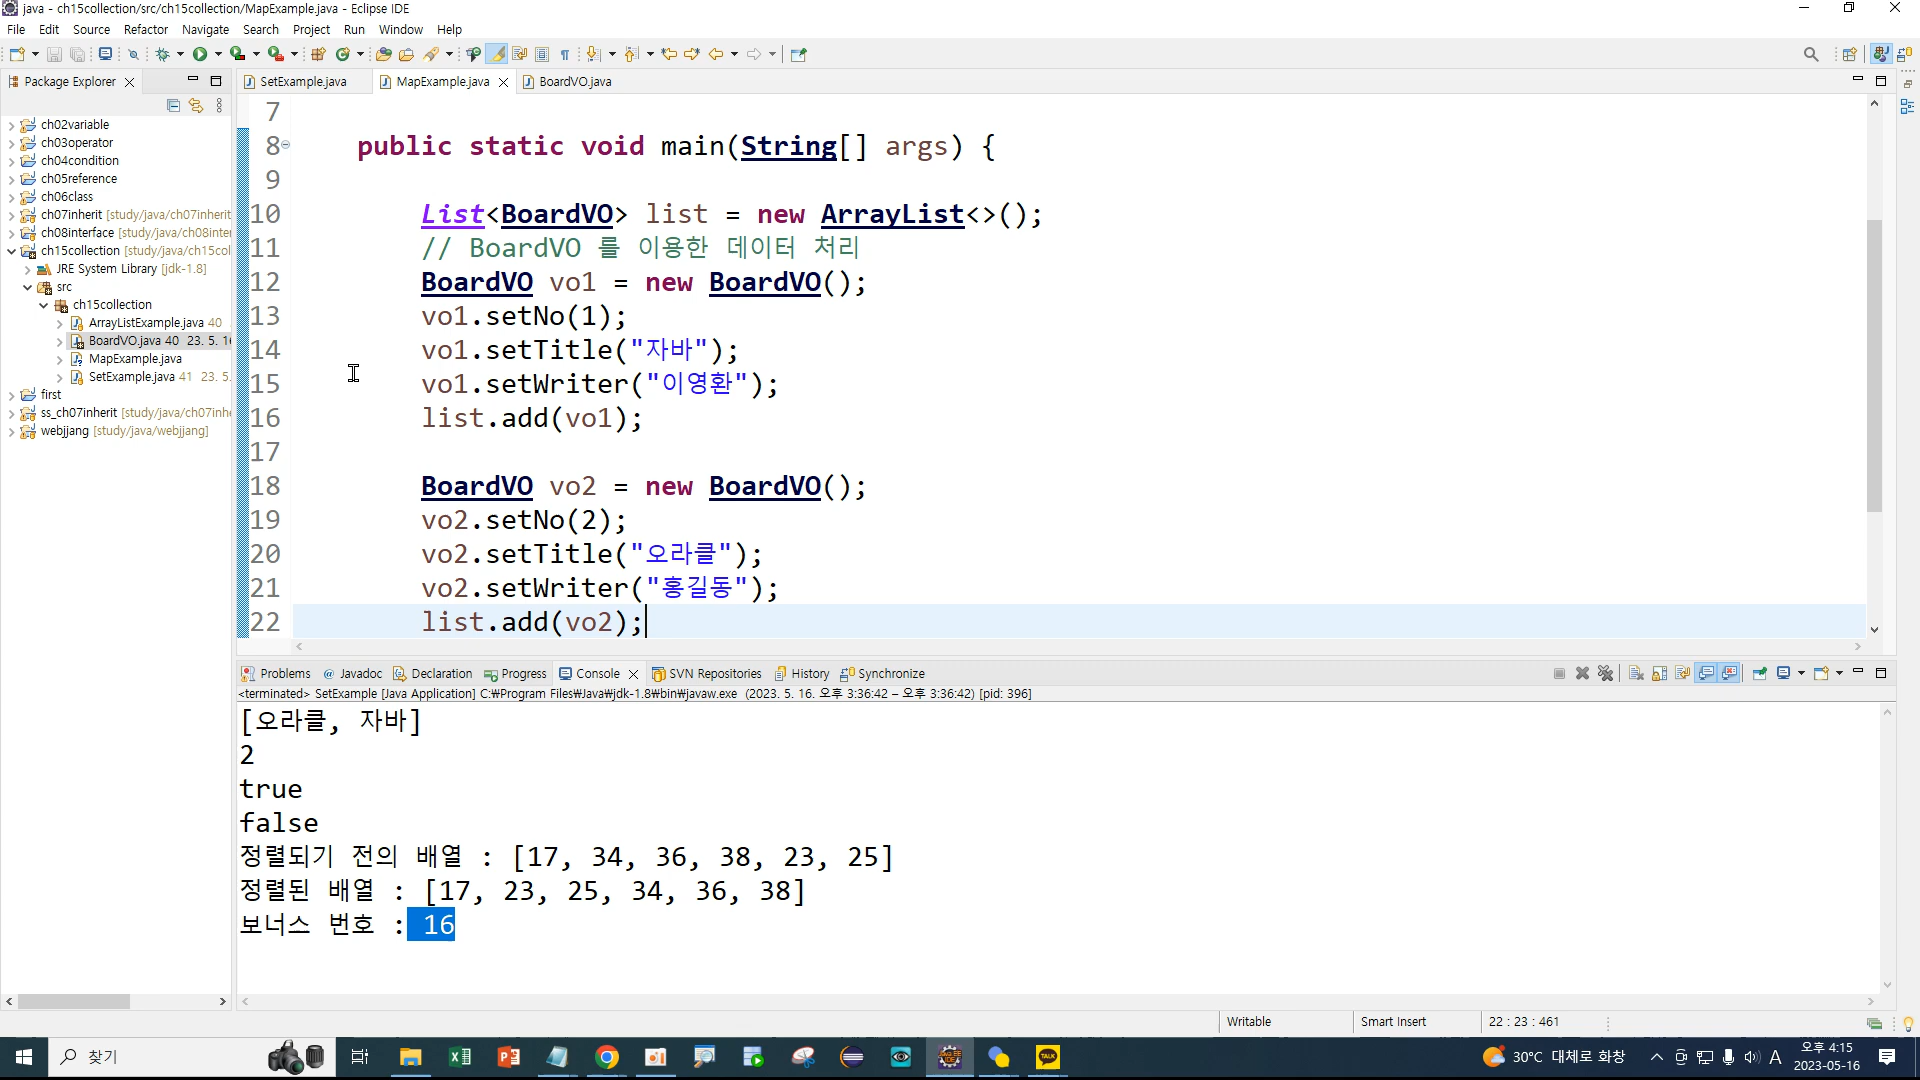 java - ch15collection/src/ch15collection/MapExample.java - Eclipse IDE
File Edit Source Refactor Navigate Search Project Run Window Help
Package Explorer
SetExample.java MapExample.java BoardVO.java
ch02variable
ch03operator
ch04condition
ch05reference
ch06class
ch07inherit [study/java/ch07inherit
ch08interface [study/java/ch08inter
ch15collection [study/java/ch15col
JRE System Library [jdk-1.8]
src
ch15collection
ArrayListExample.java 40
BoardVO.java 40 23. 5. 16
MapExample.java
SetExample.java 41 23. 5.
first
ss_ch07inherit [study/java/ch07inhe
webjjang [study/java/webjjang]
7
8 public static void main(String[] args) {
9
10 List<BoardVO> list = new ArrayList<>();
11 // BoardVO 를 이용한 데이터 처리
12 BoardVO vo1 = new BoardVO();
13 vo1.setNo(1);
14 vo1.setTitle("자바");
15 vo1.setWriter("이영환");
16 list.add(vo1);
17
18 BoardVO vo2 = new BoardVO();
19 vo2.setNo(2);
20 vo2.setTitle("오라클");
21 vo2.setWriter("홍길동");
22 list.add(vo2);
Problems @ Javadoc Declaration Progress Console SVN Repositories History Synchronize
<terminated> SetExample [Java Application] C:₩Program Files₩Java₩jdk-1.8₩bin₩javaw.exe (2023. 5. 16. 오후 3:36:42 – 오후 3:36:42) [pid: 396]
[오라클, 자바]
2
true
false
정렬되기 전의 배열 : [17, 34, 36, 38, 23, 25]
정렬된 배열 : [17, 23, 25, 34, 36, 38]
보너스 번호 : 16
Writable Smart Insert 22 : 23 : 461
찾기
TALK
30°C 대체로 화창
A
오후 4:15
2023-05-16